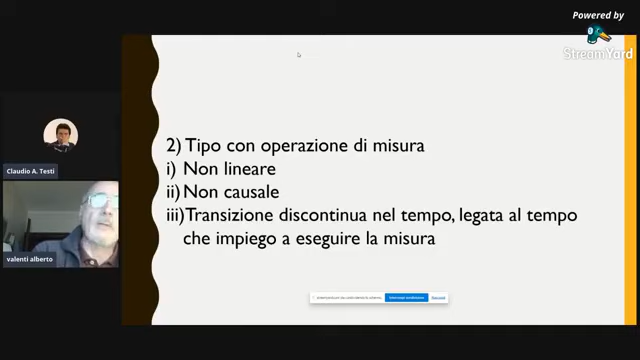 Powered by
StreamYard
2) Tipo con operazione di misura
i) Non lineare
ii) Non causale
iii)Transizione discontinua nel tempo, legata al tempo
che impiego a eseguire la misura
Claudio A. Testi
valenti alberto